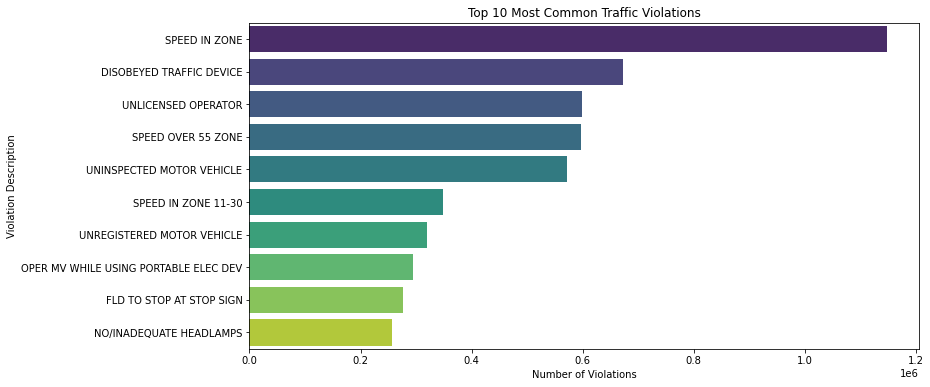 Top 10 Most Common Traffic Violations
Violation Description
SPEED IN ZONE
DISOBEYED TRAFFIC DEVICE
UNLICENSED OPERATOR
SPEED OVER 55 ZONE
UNINSPECTED MOTOR VEHICLE
SPEED IN ZONE 11-30
UNREGISTERED MOTOR VEHICLE
OPER MV WHILE USING PORTABLE ELEC DEV
FLD TO STOP AT STOP SIGN
NO/INADEQUATE HEADLAMPS
0.0 0.2 0.4 0.6 0.8 1.0 1.2
1e6
Number of Violations